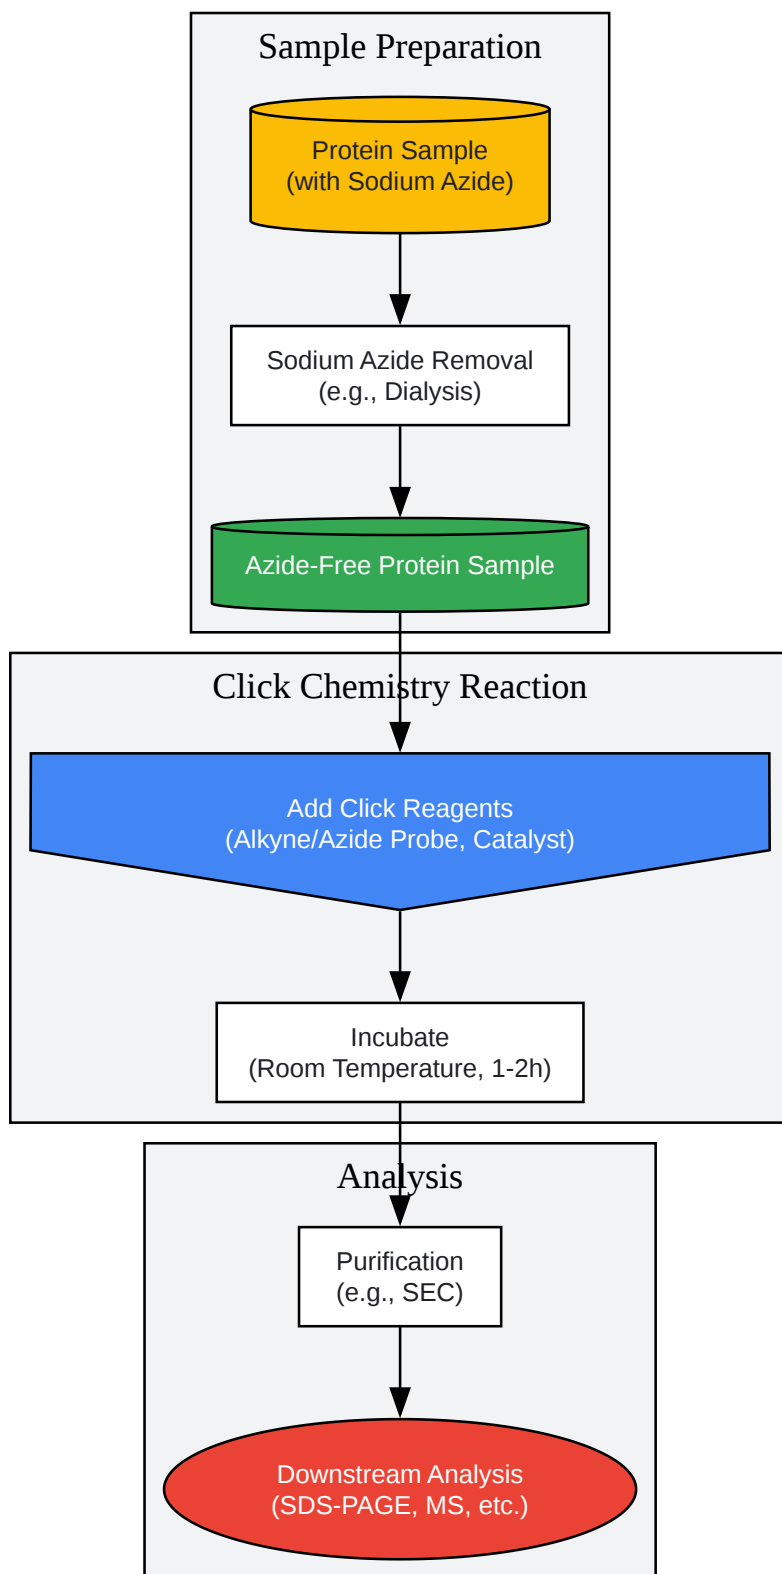 Sample Preparation
Protein Sample
(with Sodium Azide)
Sodium Azide Removal
(e.g., Dialysis)
Azide-Free Protein Sample
Click Chemistry Reaction
Add Click Reagents
(Alkyne/Azide Probe, Catalyst)
Incubate
(Room Temperature, 1-2h)
Analysis
Purification
(e.g., SEC)
Downstream Analysis
(SDS-PAGE, MS, etc.)